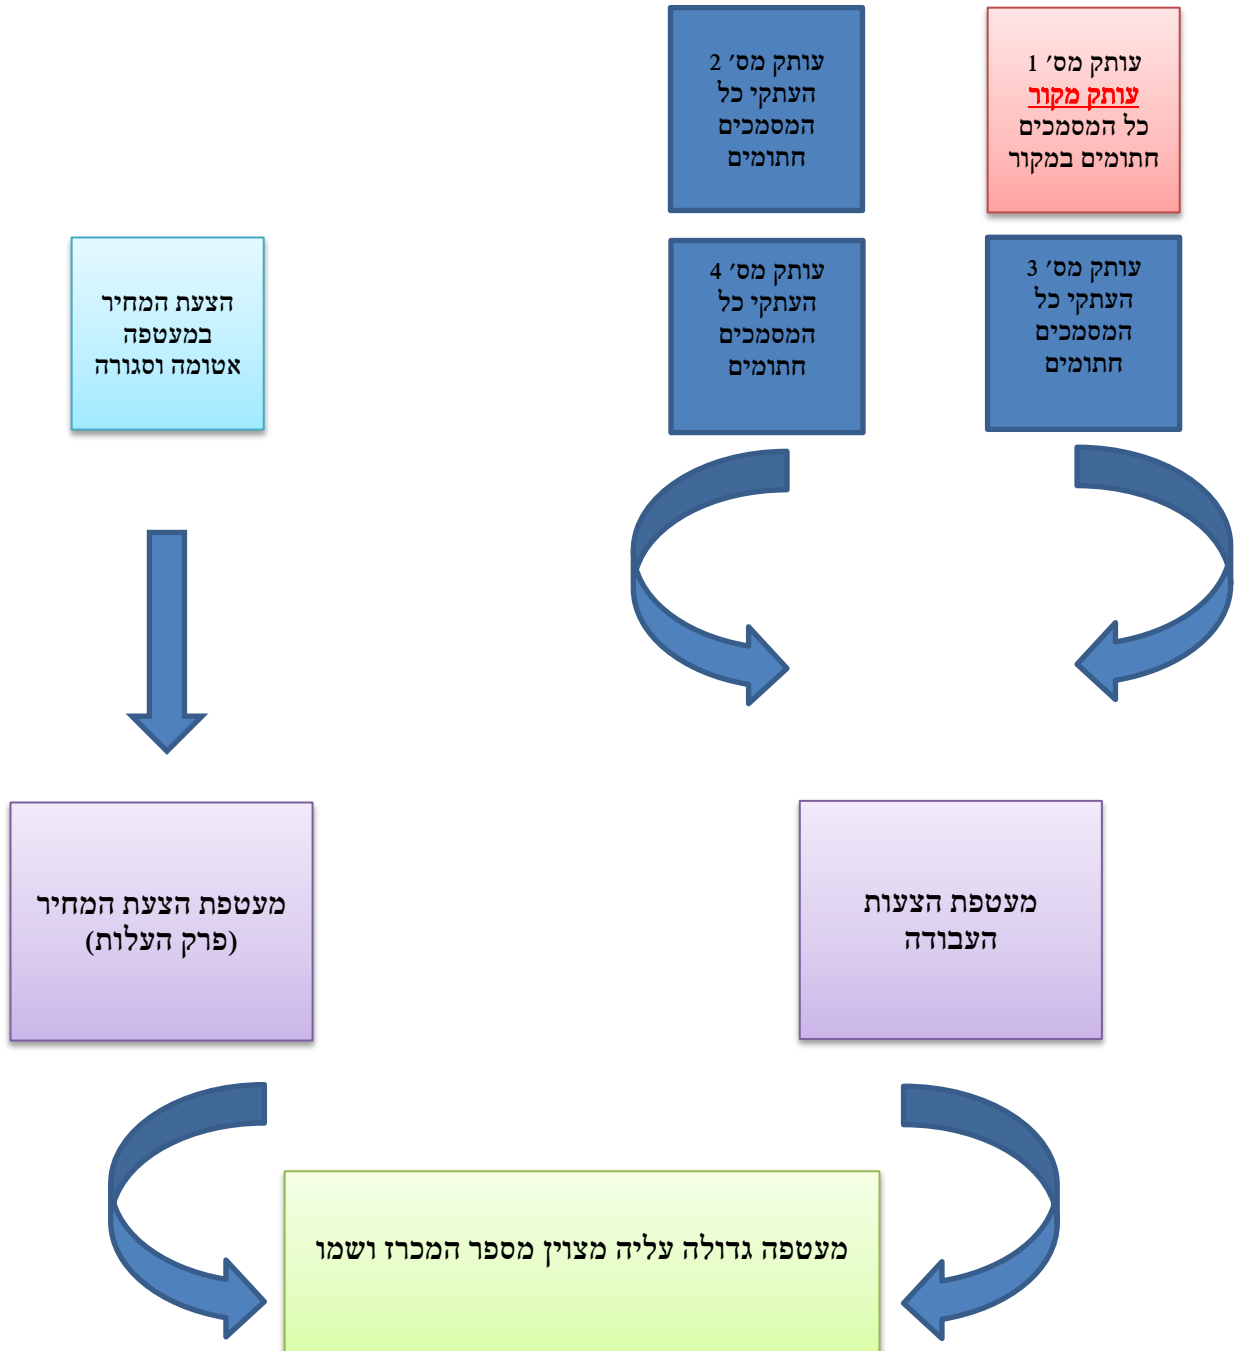 עותק מס׳ 1
עותק מקור
כל המסמכים
חתומים במקור
עותק מס׳ 2
העתקי כל
המסמכים
חתומים
עותק מס׳ 3
העתקי כל
המסמכים
חתומים
עותק מס׳ 4
העתקי כל
המסמכים
חתומים
הצעת המחיר
במעטפה
אטומה וסגורה
מעטפת הצעות
העבודה
מעטפת הצעת המחיר
(פרק העלות)
מעטפה גדולה עליה מצוין מספר המכרז ושמו